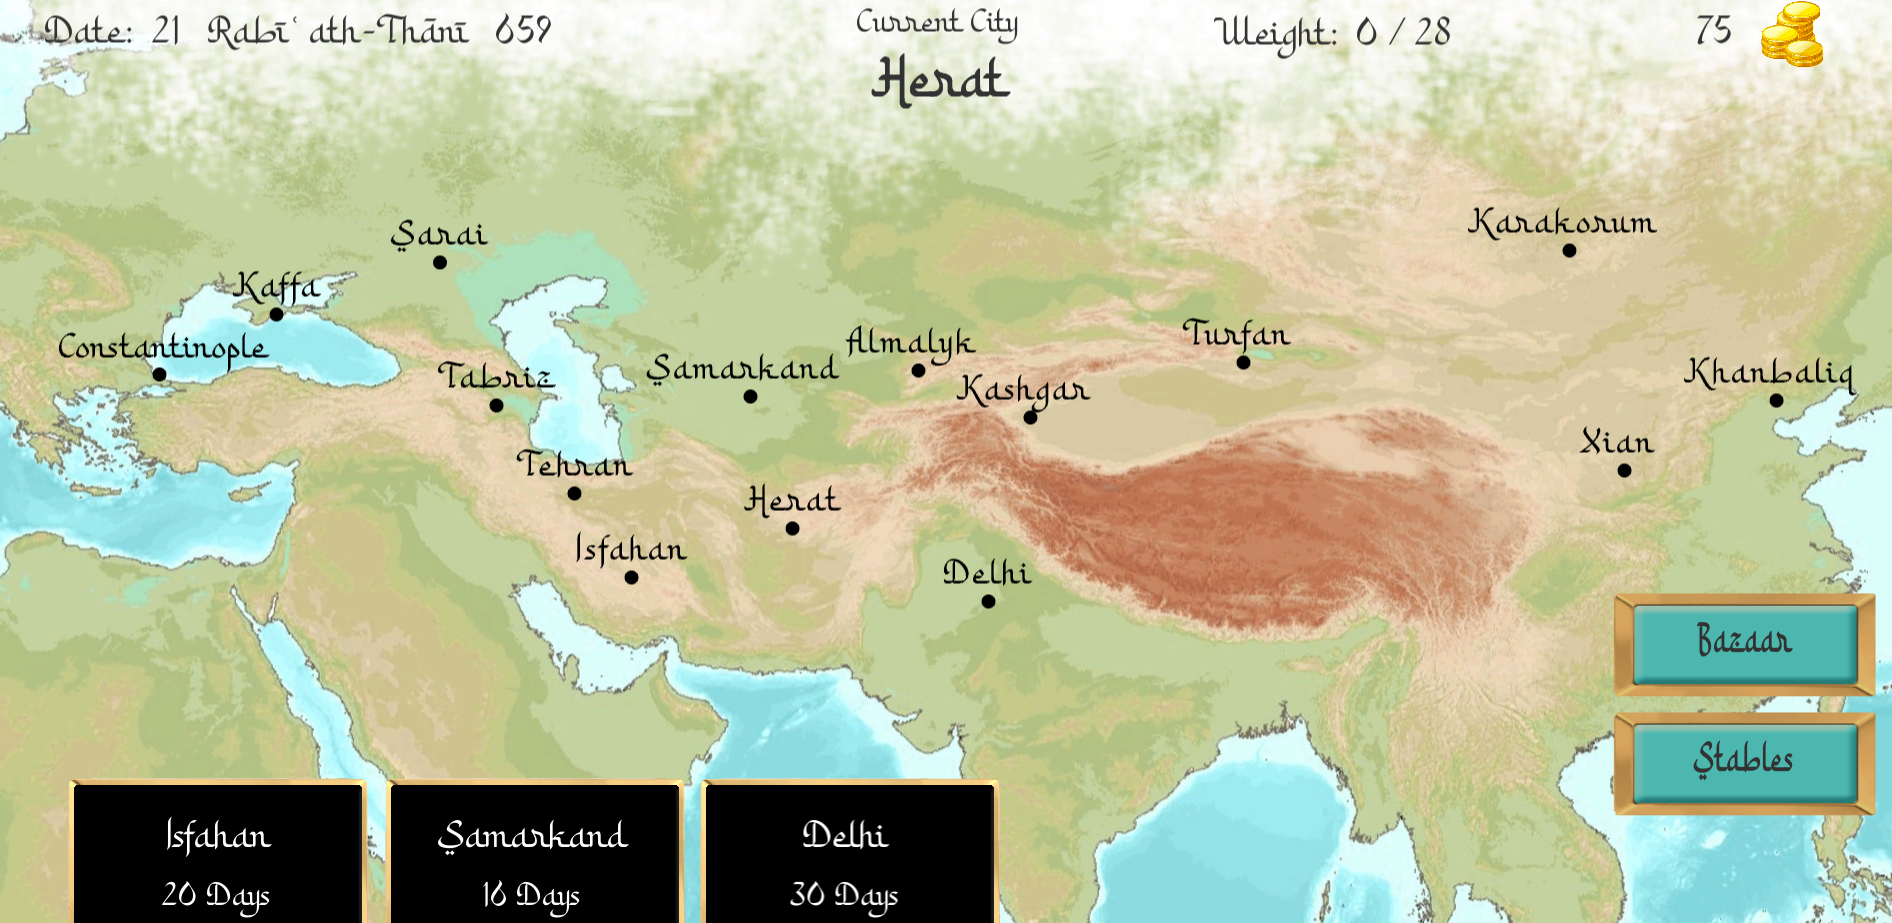 Date: 21 Rabī‘ ath-Thānī 659
Current City
Herat
Weight: 0 / 28
75
Sarai
Karakorum
Kaffa
Constantinople
Tabriz
Samarkand
Almalyk
Kashgar
Turfan
Khanbaliq
Xian
Tehran
Herat
Isfahan
Delhi
Bazaar
Stables
Isfahan
20 Days
Samarkand
16 Days
Delhi
30 Days